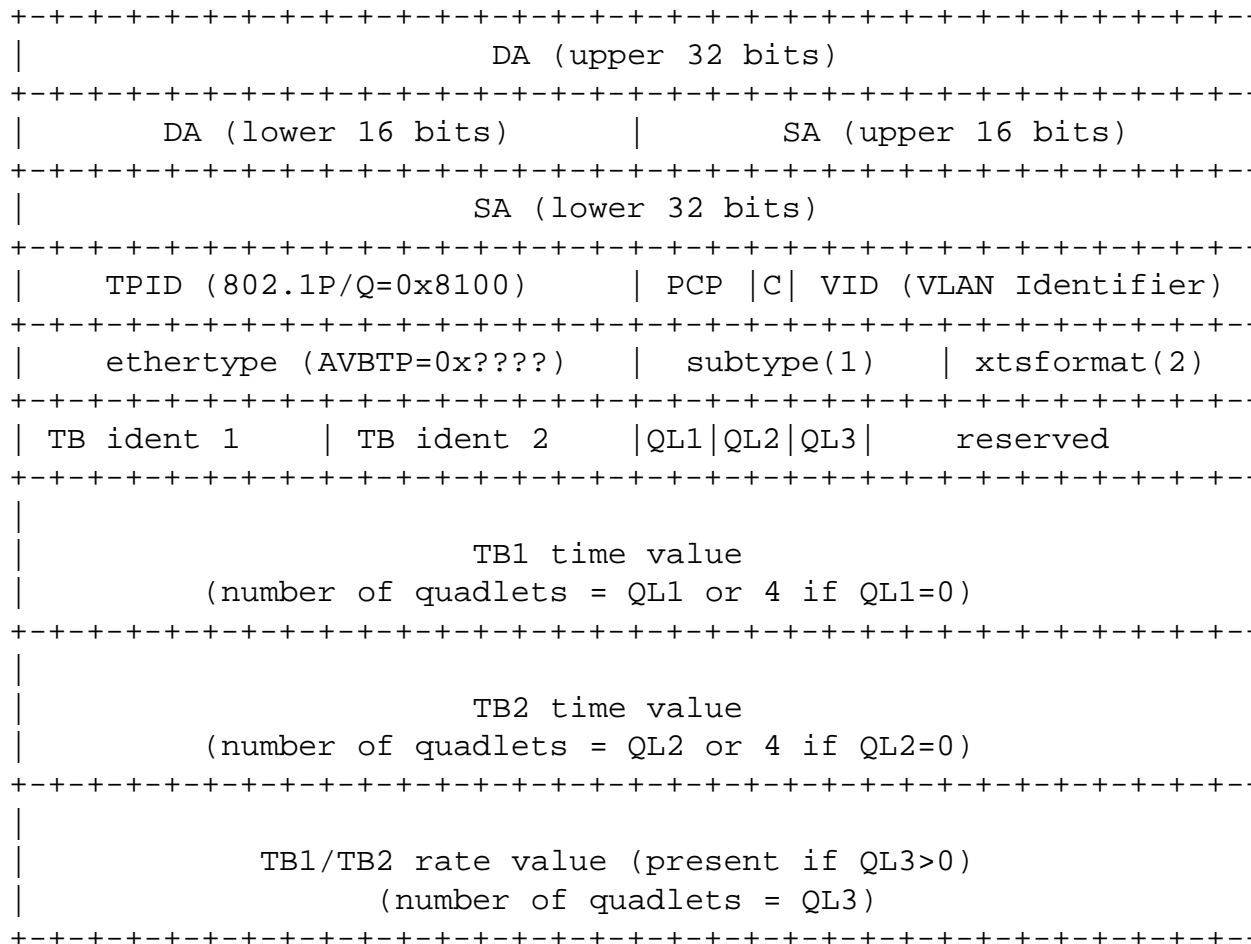 +-+-+-+-+-+-+-+-+-+-+-+-+-+-+-+-+-+-+-+-+-+-+-+-+-+-+-+-+-+-+-+-+-
| DA (upper 32 bits)
+-+-+-+-+-+-+-+-+-+-+-+-+-+-+-+-+-+-+-+-+-+-+-+-+-+-+-+-+-+-+-+-+-
| DA (lower 16 bits) | SA (upper 16 bits)
+-+-+-+-+-+-+-+-+-+-+-+-+-+-+-+-+-+-+-+-+-+-+-+-+-+-+-+-+-+-+-+-+-
| SA (lower 32 bits)
+-+-+-+-+-+-+-+-+-+-+-+-+-+-+-+-+-+-+-+-+-+-+-+-+-+-+-+-+-+-+-+-+-
| TPID (802.1P/Q=0x8100) | PCP |C| VID (VLAN Identifier)
+-+-+-+-+-+-+-+-+-+-+-+-+-+-+-+-+-+-+-+-+-+-+-+-+-+-+-+-+-+-+-+-+-
| ethertype (AVBTP=0x????) | subtype(1) | xtsformat(2)
+-+-+-+-+-+-+-+-+-+-+-+-+-+-+-+-+-+-+-+-+-+-+-+-+-+-+-+-+-+-+-+-+-
| TB ident 1 | TB ident 2 |QL1|QL2|QL3| reserved
+-+-+-+-+-+-+-+-+-+-+-+-+-+-+-+-+-+-+-+-+-+-+-+-+-+-+-+-+-+-+-+-+-
|
| TB1 time value
| (number of quadlets = QL1 or 4 if QL1=0)
+-+-+-+-+-+-+-+-+-+-+-+-+-+-+-+-+-+-+-+-+-+-+-+-+-+-+-+-+-+-+-+-+-
|
| TB2 time value
| (number of quadlets = QL2 or 4 if QL2=0)
+-+-+-+-+-+-+-+-+-+-+-+-+-+-+-+-+-+-+-+-+-+-+-+-+-+-+-+-+-+-+-+-+-
|
| TB1/TB2 rate value (present if QL3>0)
| (number of quadlets = QL3)
+-+-+-+-+-+-+-+-+-+-+-+-+-+-+-+-+-+-+-+-+-+-+-+-+-+-+-+-+-+-+-+-+-